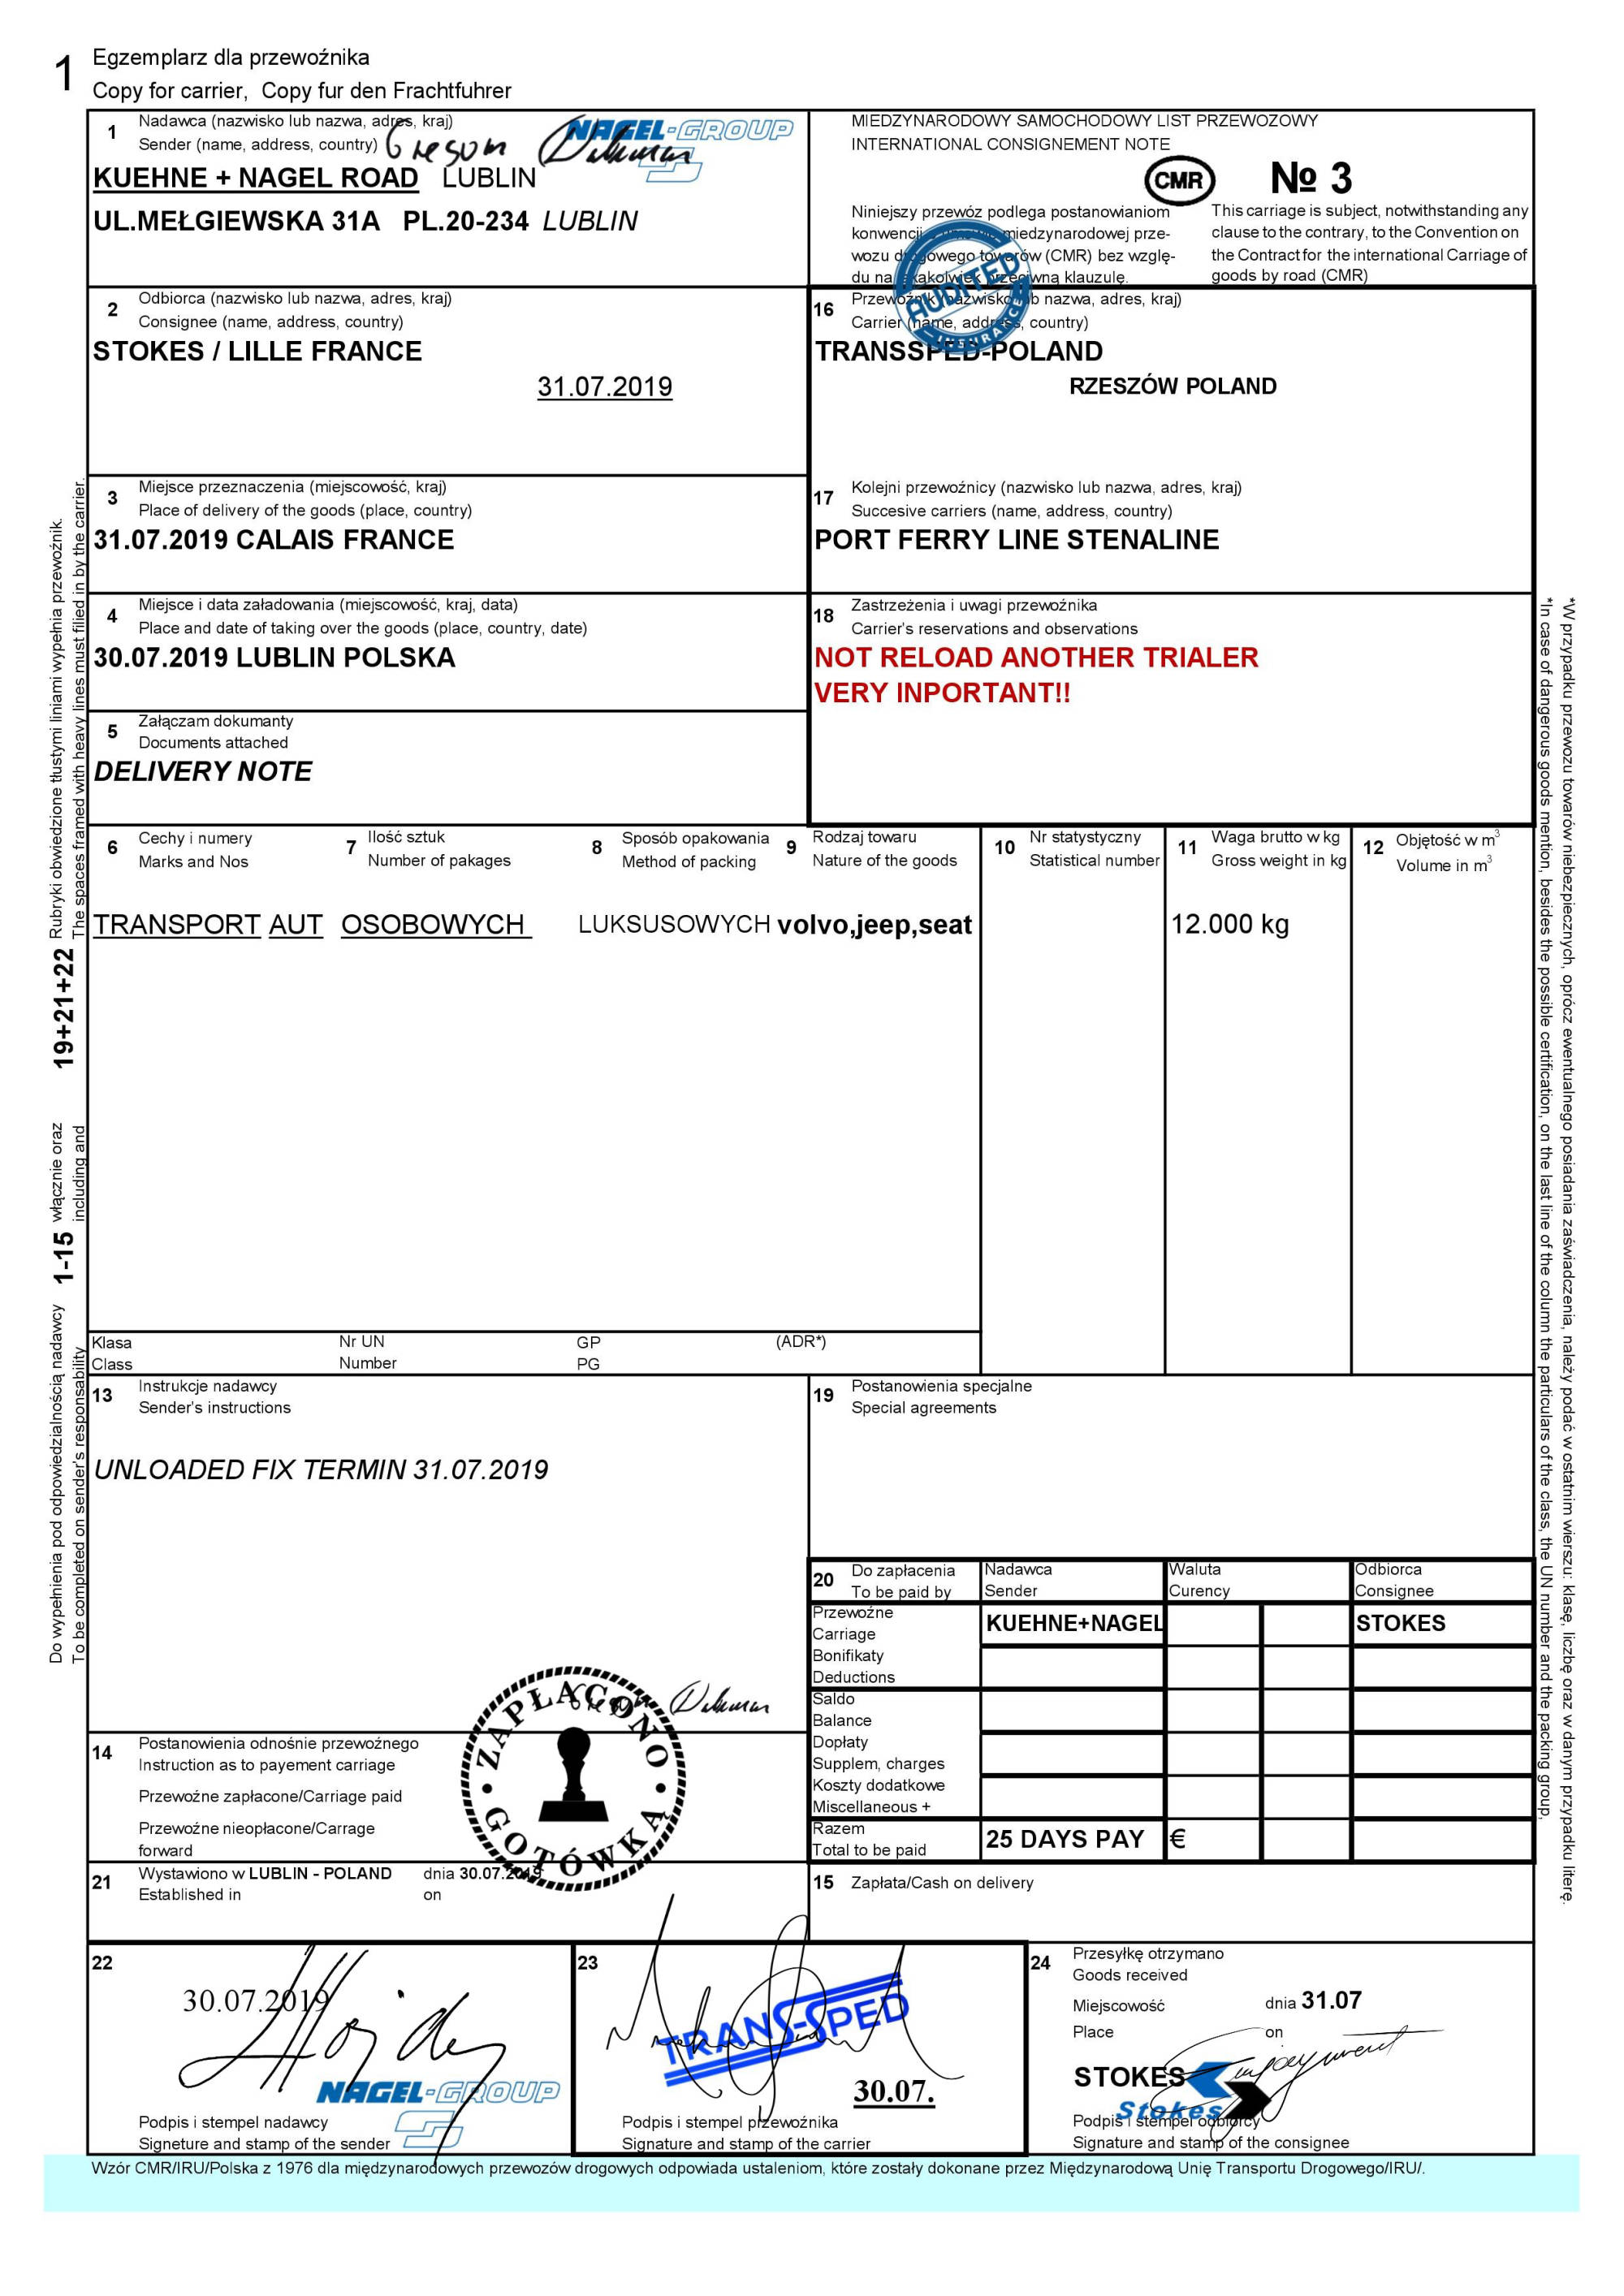 1
Egzemplarz dla przewoźnika
Copy for carrier, Copy fur den Frachtfuhrer
1 Nadawca (nazwisko lub nazwa, adres, kraj)
Sender (name, address, country)
NAGEL-GROUP
KUEHNE + NAGEL ROAD LUBLIN
UL.MEŁGIEWSKA 31A PL.20-234 LUBLIN
MIEDZYNARODOWY SAMOCHODOWY LIST PRZEWOZOWY
INTERNATIONAL CONSIGNEMENT NOTE
CMR № 3
Niniejszy przewóz podlega postanowianiom
konwencji miedzynarodowej prze-
wozu drogowego towarów (CMR) bez wzglę-
du na jakąkolwiek przeciwną klauzulę.
This carriage is subject, notwithstanding any
clause to the contrary, to the Convention on
the Contract for the international Carriage of
goods by road (CMR)
AUDITED
INSURANCE
2 Odbiorca (nazwisko lub nazwa, adres, kraj)
Consignee (name, address, country)
STOKES / LILLE FRANCE
31.07.2019
16 Przewoźnik (nazwisko lub nazwa, adres, kraj)
Carrier (name, address, country)
TRANSSPED-POLAND
RZESZÓW POLAND
3 Miejsce przeznaczenia (miejscowość, kraj)
Place of delivery of the goods (place, country)
31.07.2019 CALAIS FRANCE
17 Kolejni przewoźnicy (nazwisko lub nazwa, adres, kraj)
Succesive carriers (name, address, country)
PORT FERRY LINE STENALINE
4 Miejsce i data załadowania (miejscowość, kraj, data)
Place and date of taking over the goods (place, country, date)
30.07.2019 LUBLIN POLSKA
18 Zastrzeżenia i uwagi przewoźnika
Carrier's reservations and observations
NOT RELOAD ANOTHER TRIALER
VERY INPORTANT!!
5 Załączam dokumanty
Documents attached
DELIVERY NOTE
6 Cechy i numery
Marks and Nos
7 Ilość sztuk
Number of pakages
8 Sposób opakowania
Method of packing
9 Rodzaj towaru
Nature of the goods
10 Nr statystyczny
Statistical number
11 Waga brutto w kg
Gross weight in kg
12 Objętość w m3
Volume in m3
TRANSPORT AUT OSOBOWYCH LUKSUSOWYCH volvo,jeep,seat 12.000 kg
Klasa Nr UN GP (ADR*)
Class Number PG
13 Instrukcje nadawcy
Sender's instructions
UNLOADED FIX TERMIN 31.07.2019
19 Postanowienia specjalne
Special agreements
20 Do zapłacenia
To be paid by
Nadawca
Sender
Waluta
Curency
Odbiorca
Consignee
Przewoźne
Carriage
KUEHNE+NAGEL STOKES
Bonifikaty
Deductions
Saldo
Balance
Dopłaty
Supplem, charges
Koszty dodatkowe
Miscellaneous +
Razem
Total to be paid
25 DAYS PAY €
14 Postanowienia odnośnie przewoźnego
Instruction as to payement carriage
Przewoźne zapłacone/Carriage paid
Przewoźne nieopłacone/Carrage
forward
ZAPŁACONO
GOTÓWKĄ
21 Wystawiono w LUBLIN - POLAND dnia 30.07.2019
Established in on
15 Zapłata/Cash on delivery
22
30.07.2019
NAGEL-GROUP
Podpis i stempel nadawcy
Signeture and stamp of the sender
23
TRANS-SPED
30.07.
Podpis i stempel przewoźnika
Signature and stamp of the carrier
24 Przesyłkę otrzymano
Goods received
Miejscowość dnia 31.07
Place on
STOKES
Stokes
Podpis i stempel odbiorcy
Signature and stamp of the consignee
Wzór CMR/IRU/Polska z 1976 dla międzynarodowych przewozów drogowych odpowiada ustaleniom, które zostały dokonane przez Międzynarodową Unię Transportu Drogowego/IRU/.
Rubryki obwiedzione tłustymi liniami wypełnia przewoźnik.
The spaces framed with heavy lines must filled in by the carrier.
19+21+22
włącznie oraz
including and
1-15
Do wypełnienia pod odpowiedzialnością nadawcy
To be completed on sender's responsability
*W przypadku przewozu towarów niebezpiecznych, oprócz ewentualnego posiadania zaświadczenia, należy podać w ostatnim wierszu: klasę, liczbę oraz w danym przypadku literę.
*In case of dangerous goods mention, besides the possible certification, on the last line of the column the particulars of the class, the UN number and the packing group.